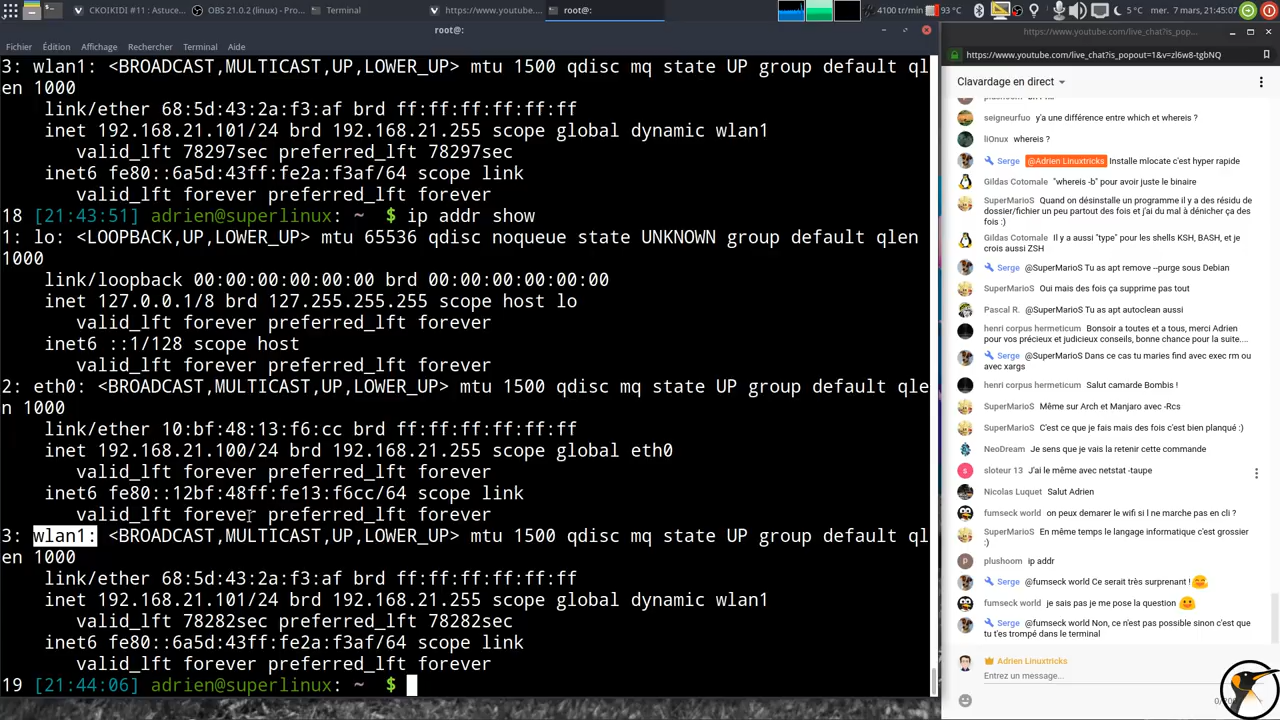 CKOIKIDI #11 : Astuce...
OBS 21.0.2 (linux) - Pro...
Terminal
https://www.youtube....
root@:
4100 tr/min
93 °C
5 °C
mer. 7 mars, 21:45:07
root@:
Fichier Édition Affichage Rechercher Terminal Aide
3: wlan1: <BROADCAST,MULTICAST,UP,LOWER_UP> mtu 1500 qdisc mq state UP group default ql
en 1000
link/ether 68:5d:43:2a: brd ff:ff:ff:ff:ff:ff
inet 192.168.21.101/24 brd 192.168.21.255 scope global dynamic wlan1
valid_lft 78297sec preferred_lft 78297sec
inet6 fe80::6a5d:43ff: scope link
valid_lft forever preferred_lft forever
18 [21:43:51] adrien@superlinux: ~ $ ip addr show
1: lo: <LOOPBACK,UP,LOWER_UP> mtu 65536 qdisc noqueue state UNKNOWN group default qlen
1000
link/loopback 00:00:00:00:00:00 brd 00:00:00:00:00:00
inet 127.0.0.1/8 brd 127.255.255.255 scope host lo
valid_lft forever preferred_lft forever
inet6 ::1/128 scope host
valid_lft forever preferred_lft forever
2: eth0: <BROADCAST,MULTICAST,UP,LOWER_UP> mtu 1500 qdisc mq state UP group default qle
n 1000
link/ether 10:bf:48:13:f6:cc brd ff:ff:ff:ff:ff:ff
inet 192.168.21.10/24 brd 192.168.21.255 scope global eth0
valid_lft forever preferred_lft forever
inet6 fe80::12bf:48ff:fe13:f6cc/64 scope link
valid_lft forever preferred_lft forever
3: wlan1: <BROADCAST,MULTICAST,UP,LOWER_UP> mtu 1500 qdisc mq state UP group default ql
en 1000
link/ether 68:5d:43:2a:f3:af brd ff:ff:ff:ff:ff:ff
inet 192.168.21.101/24 brd 192.168.21.255 scope global dynamic wlan1
valid_lft 78282sec preferred_lft 78282sec
inet6 fe80::6a5d:43ff:fe2a:f3af/64 scope link
valid_lft forever preferred_lft forever
19 [21:44:06] adrien@superlinux: ~ $
https://www.youtube.com/live_chat?is_pop...
https://www.youtube.com/live_chat?is_popout=1&v=zl6w8-tgbNQ
Clavardage en direct
plushoom
seigneurfuo y'a une différence entre which et whereis ?
liOnux whereis ?
Serge @Adrien Linuxtricks Installe mlocate c'est hyper rapide
Gildas Cotomale "whereis -b" pour avoir juste le binaire
SuperMarioS Quand on désinstalle un programme il y a des résidu de
dossier/fichier un peu partout des fois et j'ai du mal à dénicher ça des
fois :)
Gildas Cotomale Il y a aussi "type" pour les shells KSH, BASH, et je
crois aussi ZSH
Serge @SuperMarioS Tu as apt remove --purge sous Debian
SuperMarioS Oui mais des fois ça supprime pas tout
Pascal R. @SuperMarioS Tu as apt autoclean aussi
henri corpus hermeticum Bonsoir a toutes et a tous, merci Adrien
pour vos précieux et judicieux conseils, bonne chance pour la suite....
Serge @SuperMarioS Dans ce cas tu maries find avec exec rm ou
avec xargs
henri corpus hermeticum Salut camarde Bombis !
SuperMarioS Même sur Arch et Manjaro avec -Rcs
SuperMarioS C'est ce que je fais mais des fois c'est bien planqué :)
NeoDream Je sens que je vais la retenir cette commande
sloteur 13 J'ai le même avec netstat -taupe
Nicolas Luquet Salut Adrien
fumseck world on peux demarer le wifi si l ne marche pas en cli ?
SuperMarioS En même temps le langage informatique c'est grossier
:)
plushoom ip addr
Serge @fumseck world Ce serait très surprenant !
fumseck world je sais pas je me pose la question
Serge @fumseck world Non, ce n'est pas possible sinon c'est que
tu t'es trompé dans le terminal
Adrien Linuxtricks
Entrez un message...